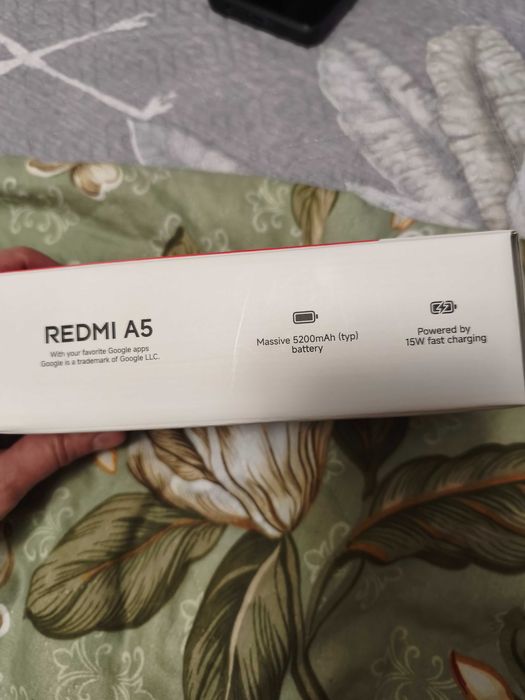 REDMI A5
With your favorite Google apps
Google is a trademark of Google LLC.
Massive 5200mAh (typ)
battery
Powered by
15W fast charging